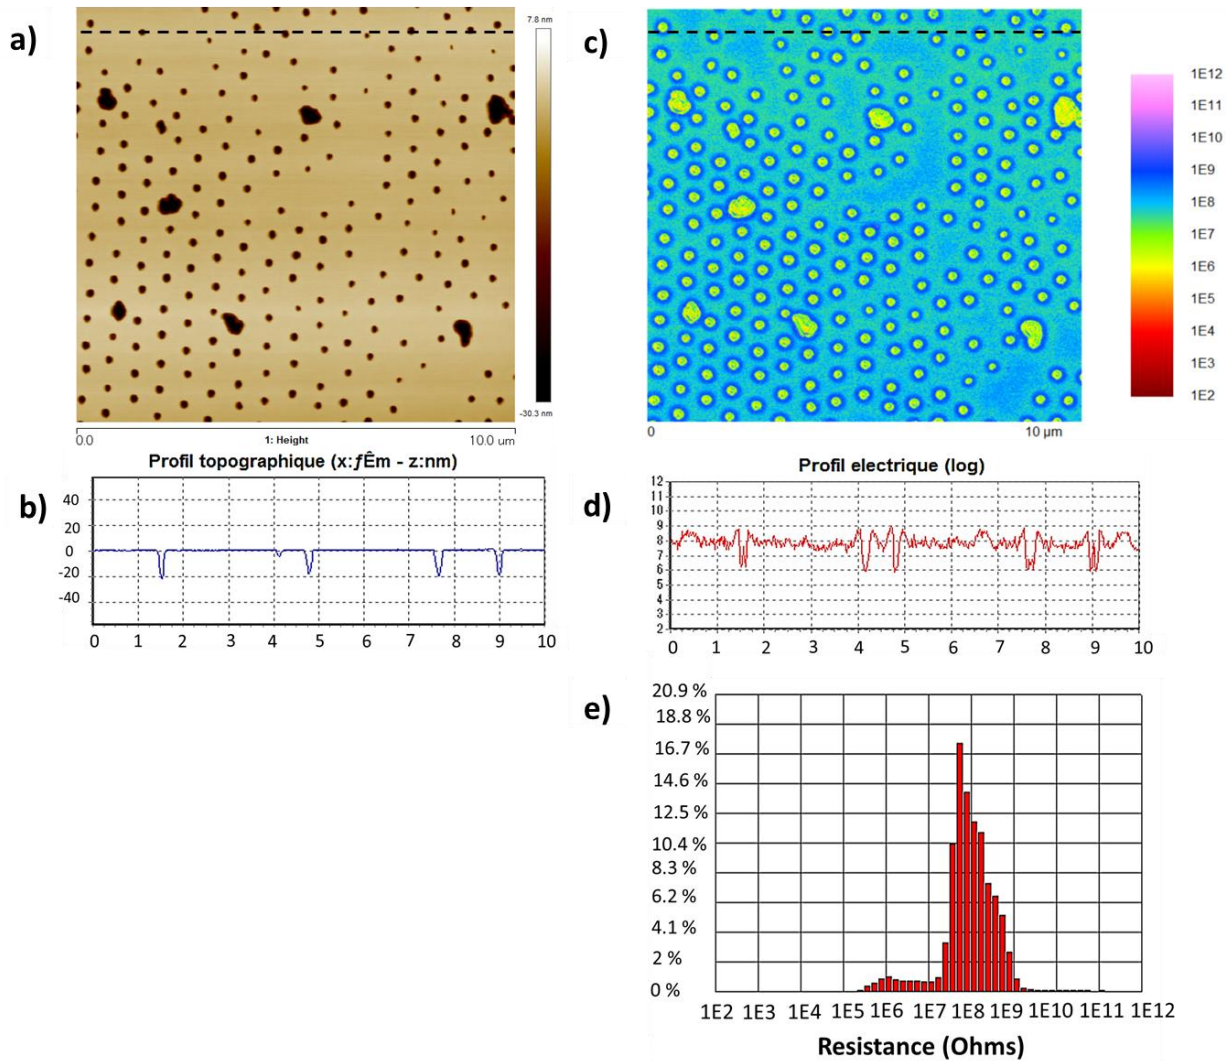 a)
7.8 nm
-30.3 nm
0.0
1: Height
10.0 um
Profil topographique (x:ƒÊm - z:nm)
b)
40
20
0
-20
-40
0 1 2 3 4 5 6 7 8 9 10
c)
1E12
1E11
1E10
1E9
1E8
1E7
1E6
1E5
1E4
1E3
1E2
0
10 µm
Profil electrique (log)
d)
12
11
10
9
8
7
6
5
4
3
2
0 1 2 3 4 5 6 7 8 9 10
e)
20.9 %
18.8 %
16.7 %
14.6 %
12.5 %
10.4 %
8.3 %
6.2 %
4.1 %
2 %
0 %
1E2 1E3 1E4 1E5 1E6 1E7 1E8 1E9 1E10 1E11 1E12
Resistance (Ohms)